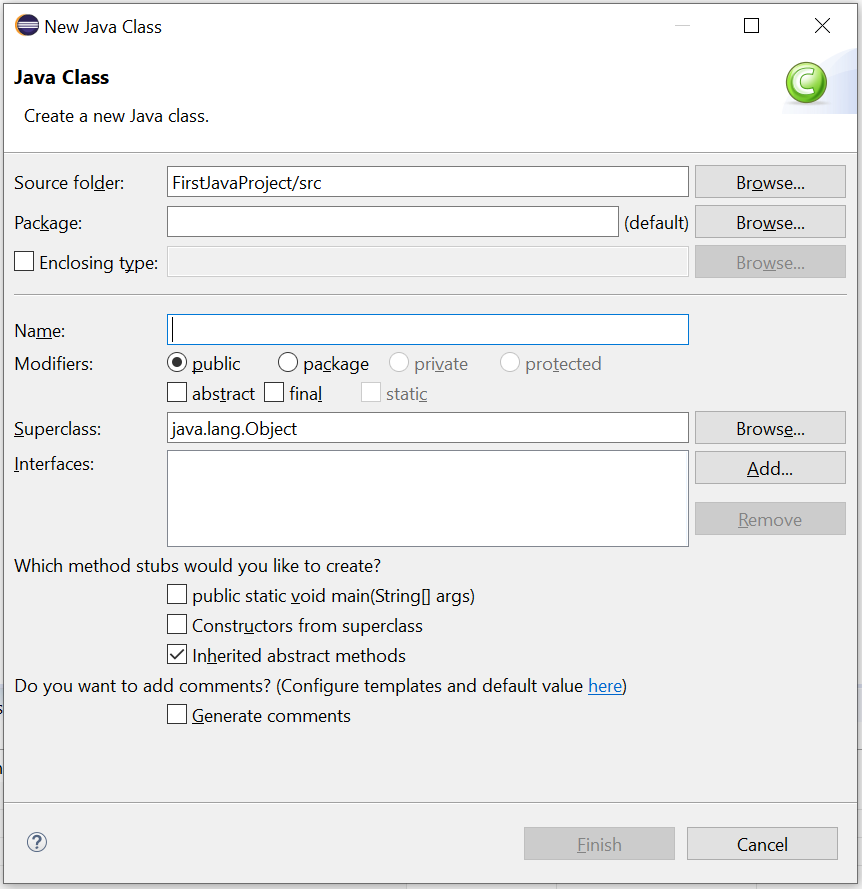 New Java Class
Java Class
Create a new Java class.
Source folder: FirstJavaProject/src Browse...
Package: (default) Browse...
Enclosing type: Browse...
Name:
Modifiers: public package private protected
abstract final static
Superclass: java.lang.Object Browse...
Interfaces: Add...
Remove
Which method stubs would you like to create?
public static void main(String[] args)
Constructors from superclass
Inherited abstract methods
Do you want to add comments? (Configure templates and default value here)
Generate comments
? Finish Cancel